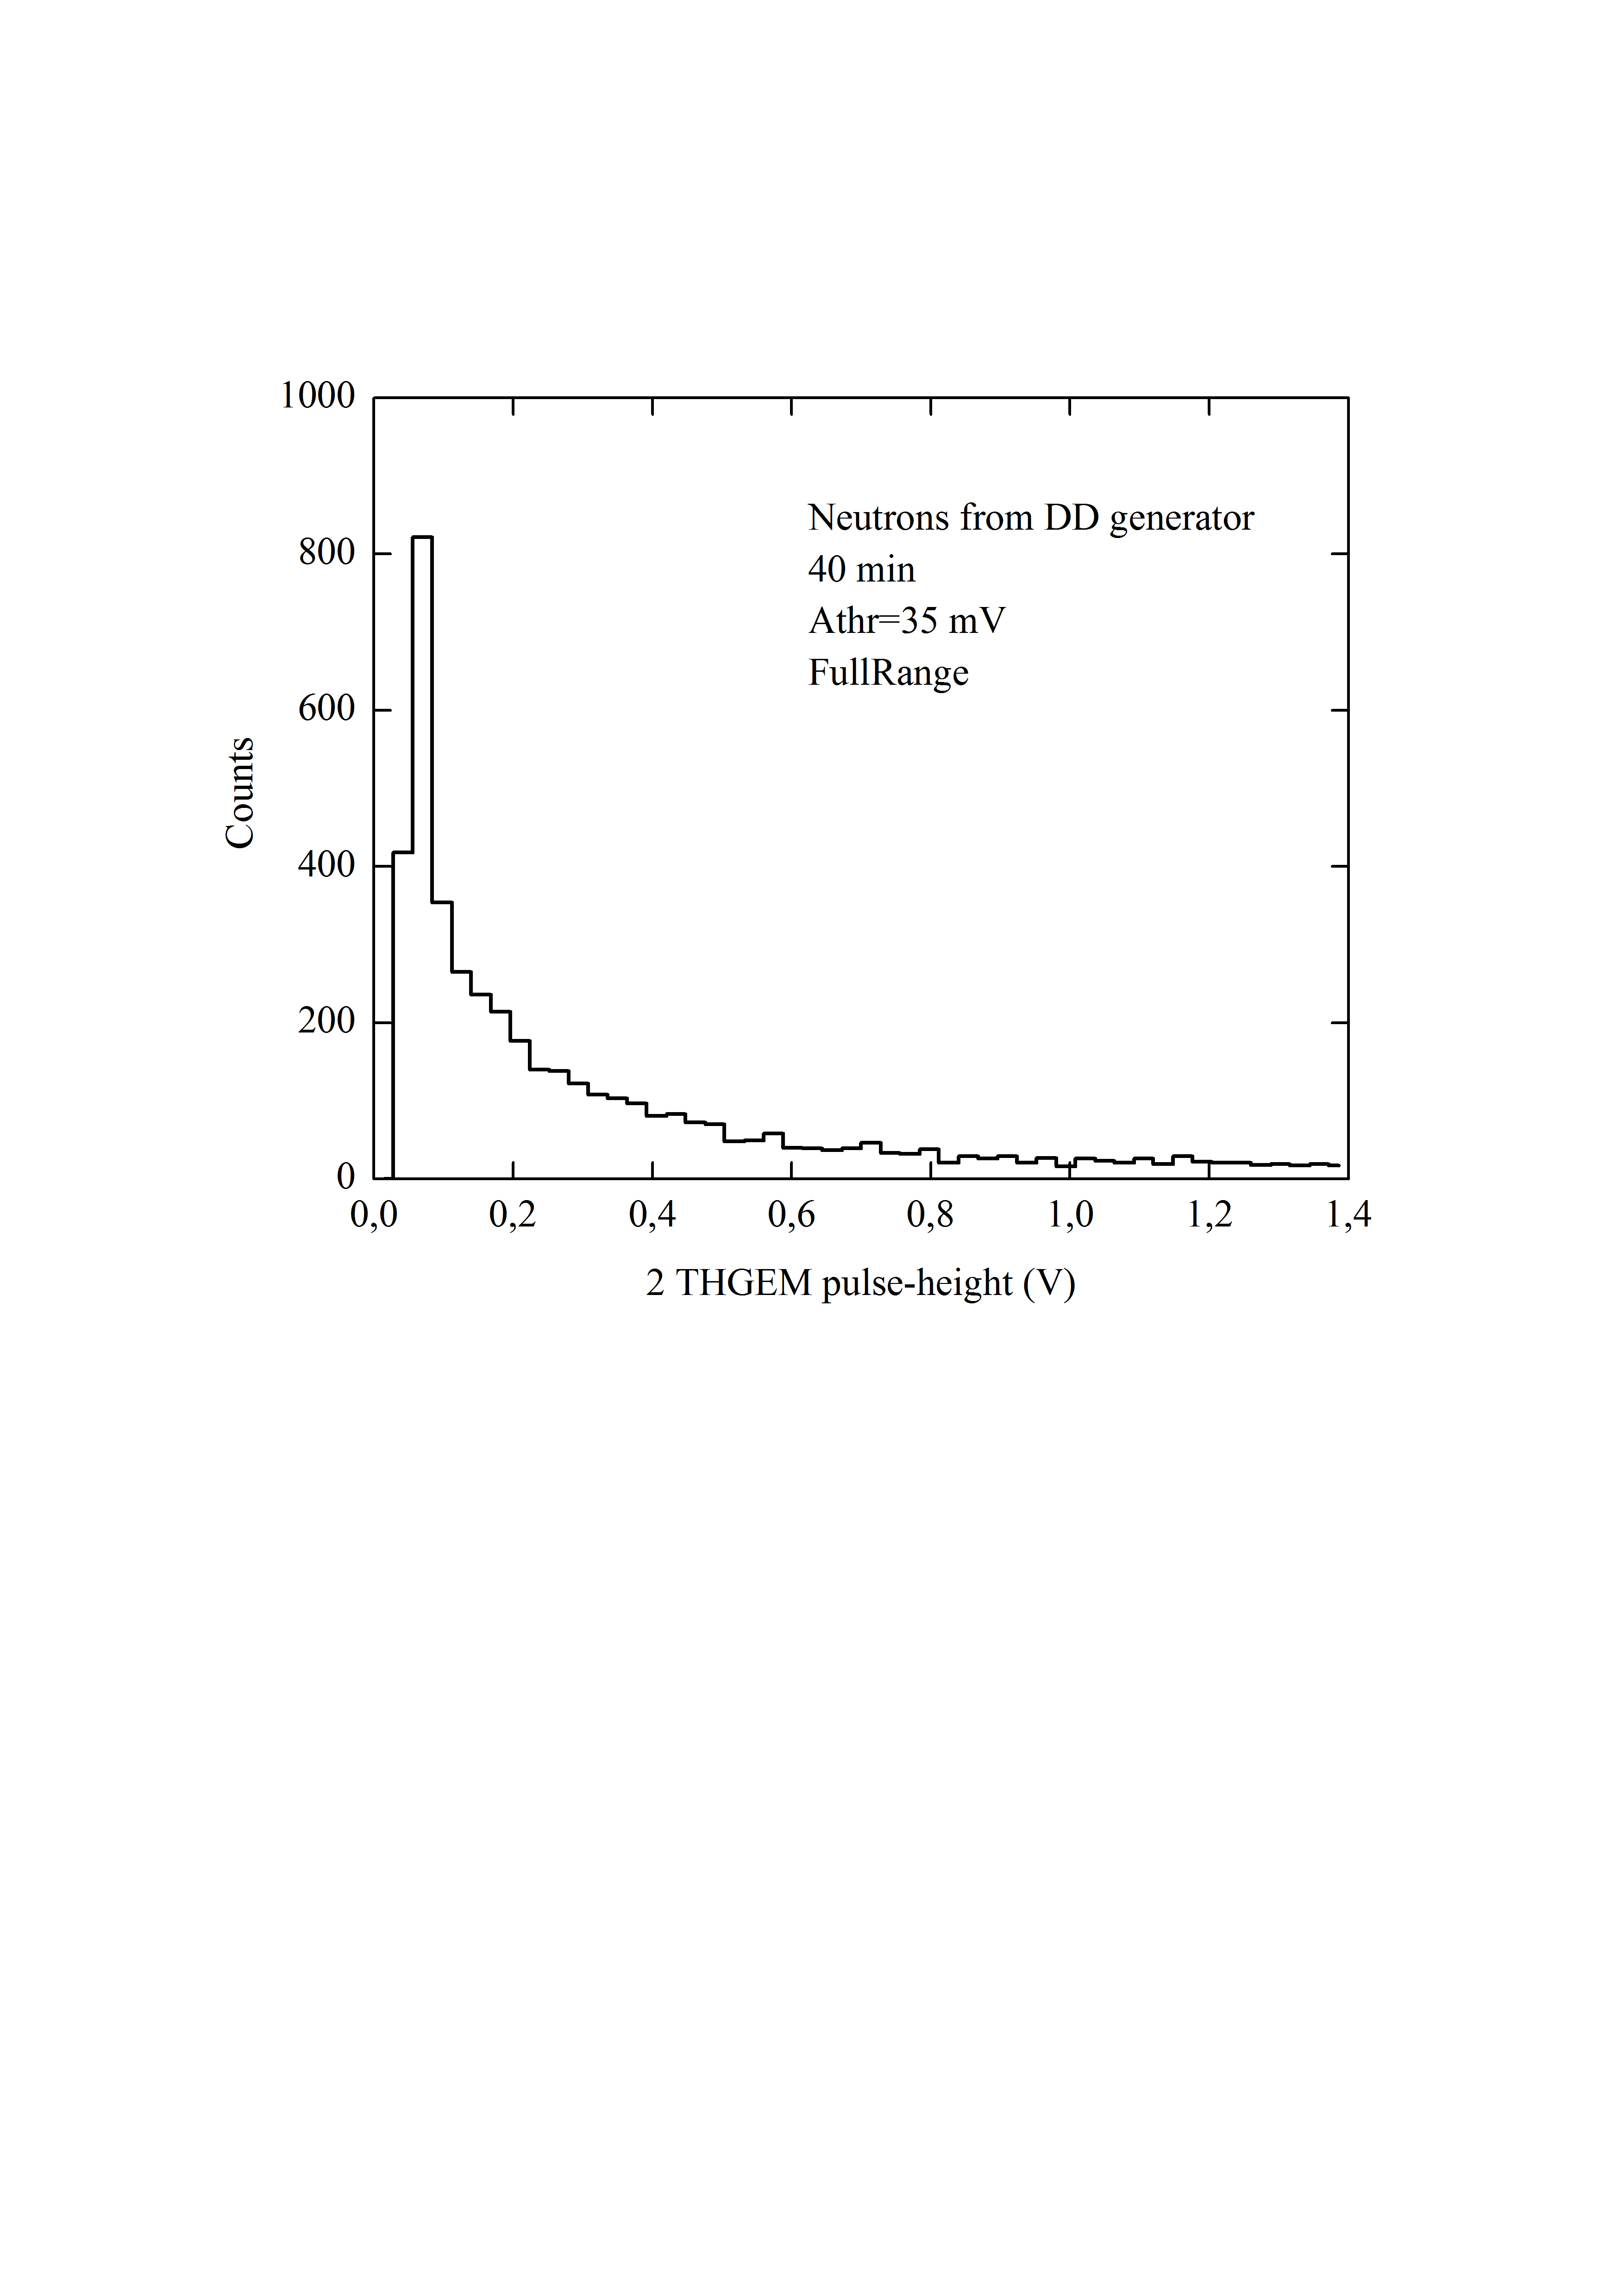 1000
800
600
400
200
0
Counts
Neutrons from DD generator
40 min
Athr=35 mV
FullRange
0,0 0,2 0,4 0,6 0,8 1,0 1,2 1,4
2 THGEM pulse-height (V)